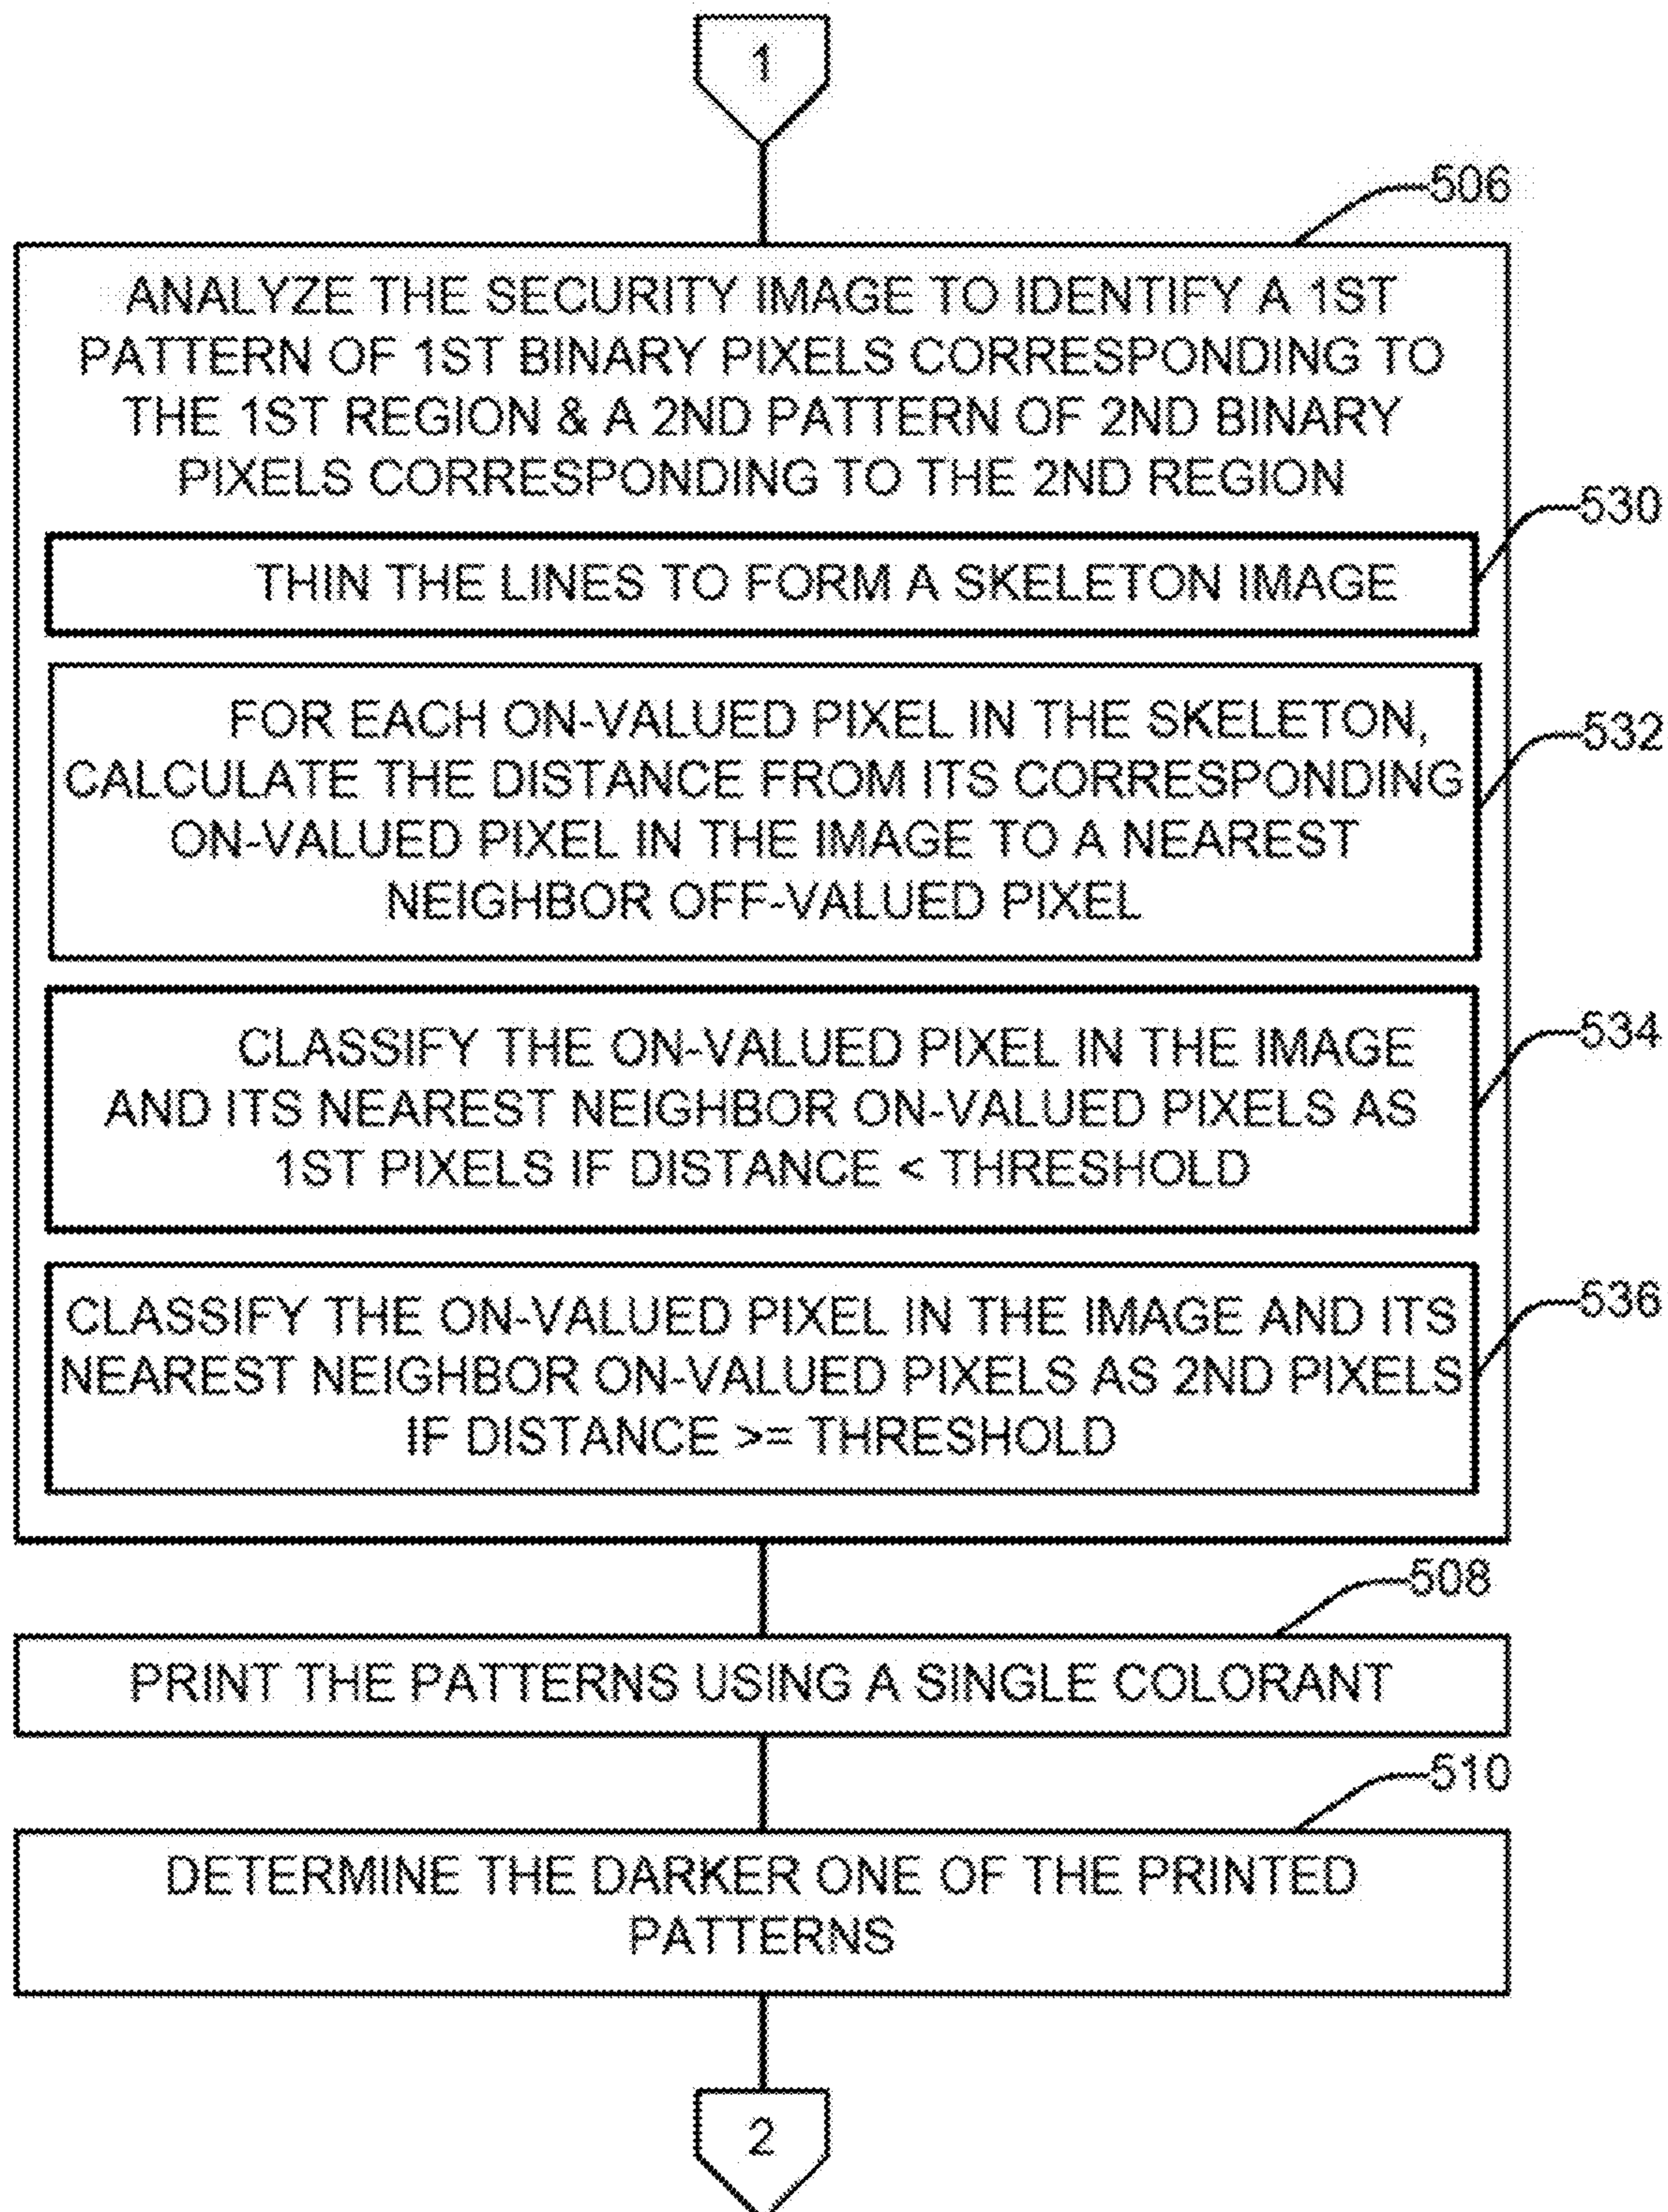 1
506
ANALYZE THE SECURITY IMAGE TO IDENTIFY A 1ST
PATTERN OF 1ST BINARY PIXELS CORRESPONDING TO
THE 1ST REGION & A 2ND PATTERN OF 2ND BINARY
PIXELS CORRESPONDING TO THE 2ND REGION
530
THIN THE LINES TO FORM A SKELETON IMAGE
FOR EACH ON-VALUED PIXEL IN THE SKELETON,
532
CALCULATE THE DISTANCE FROM ITS CORRESPONDING
ON-VALUED PIXEL IN THE IMAGE TO A NEAREST
NEIGHBOR OFF-VALUED PIXEL
534
CLASSIFY THE ON-VALUED PIXEL IN THE IMAGE
AND ITS NEAREST NEIGHBOR ON-VALUED PIXELS AS
1ST PIXELS IF DISTANCE < THRESHOLD
536
CLASSIFY THE ON-VALUED PIXEL IN THE IMAGE AND ITS
NEAREST NEIGHBOR ON-VALUED PIXELS AS 2ND PIXELS
IF DISTANCE >= THRESHOLD
508
PRINT THE PATTERNS USING A SINGLE COLORANT
510
DETERMINE THE DARKER ONE OF THE PRINTED
PATTERNS
2